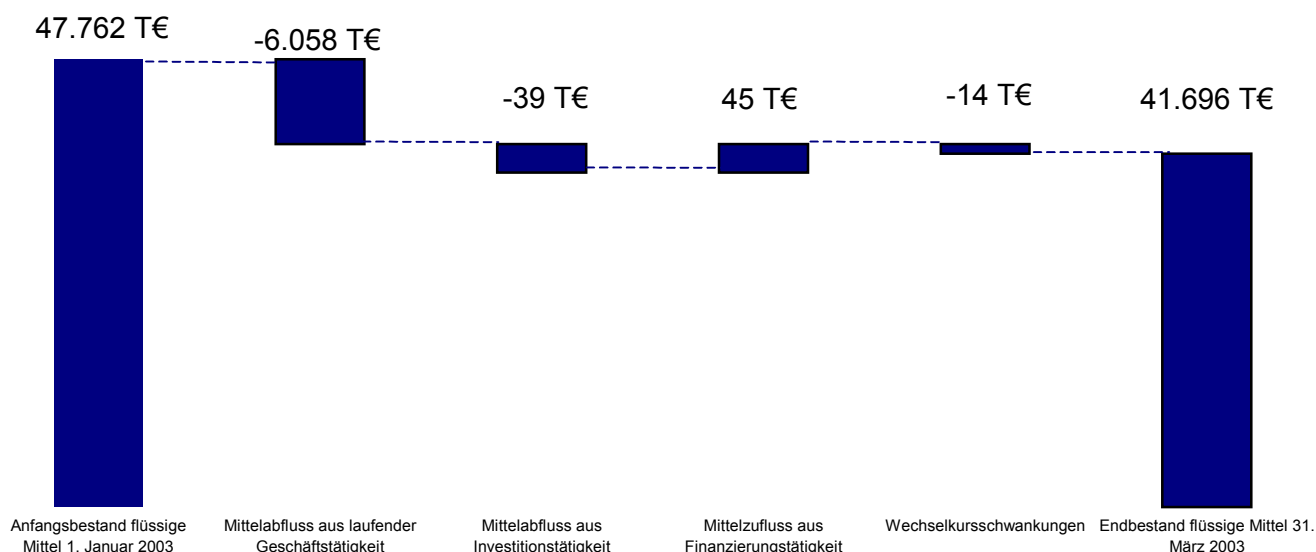 47.762 T€
-6.058 T€
-39 T€
45 T€
-14 T€
41.696 T€
Anfangsbestand flüssige
Mittel 1. Januar 2003
Mittelabfluss aus laufender
Geschäftstätigkeit
Mittelabfluss aus
Investitionstätigkeit
Mittelzufluss aus
Finanzierungstätigkeit
Wechselkursschwankungen
Endbestand flüssige Mittel 31.
März 2003